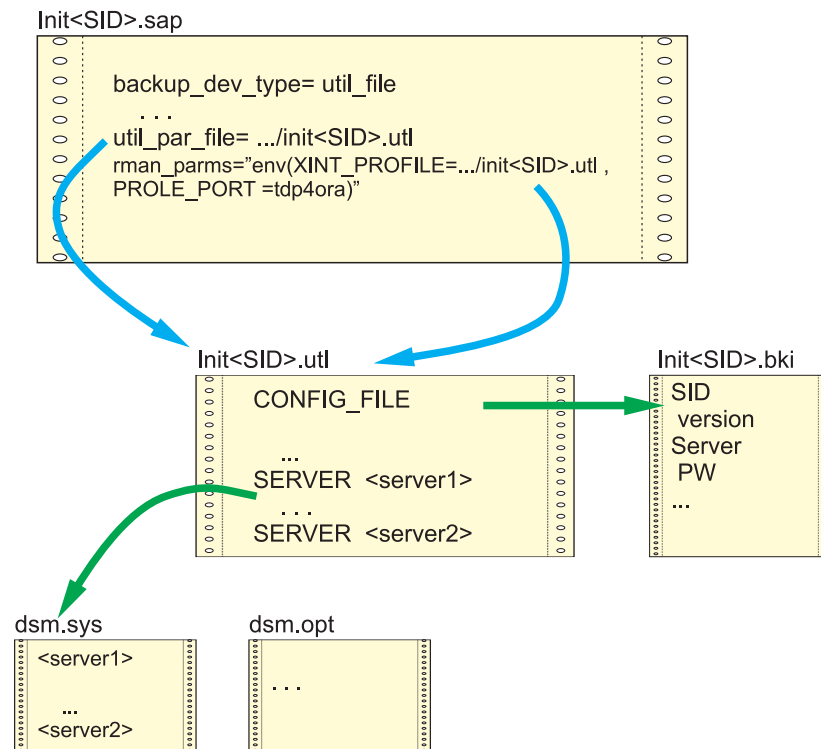 Init<SID>.sap
backup_dev_type= util_file
. . .
util_par_file= .../init<SID>.utl
rman_parms=”env(XINT_PROFILE=.../init<SID>.utl ,
PROLE_PORT =tdp4ora)”
Init<SID>.utl
CONFIG_FILE
...
SERVER <server1>
. . .
SERVER <server2>
Init<SID>.bki
SID
version
Server
PW
...
dsm.sys
<server1>
...
<server2>
dsm.opt
. . .